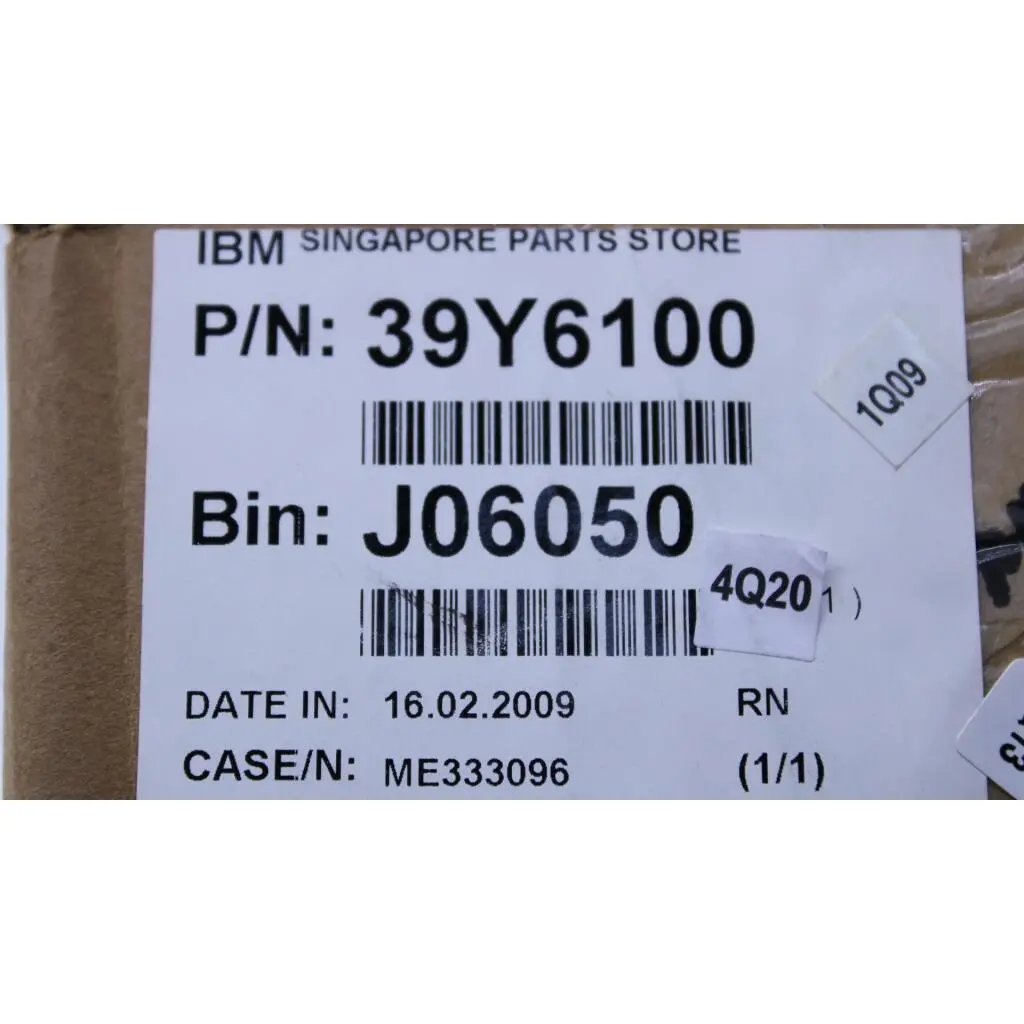 IBM SINGAPORE PARTS STORE
P/N: 39Y6100
1Q09
Bin: J06050
4Q20
1 )
DATE IN: 16.02.2009 RN
CASE/N: ME333096 (1/1)